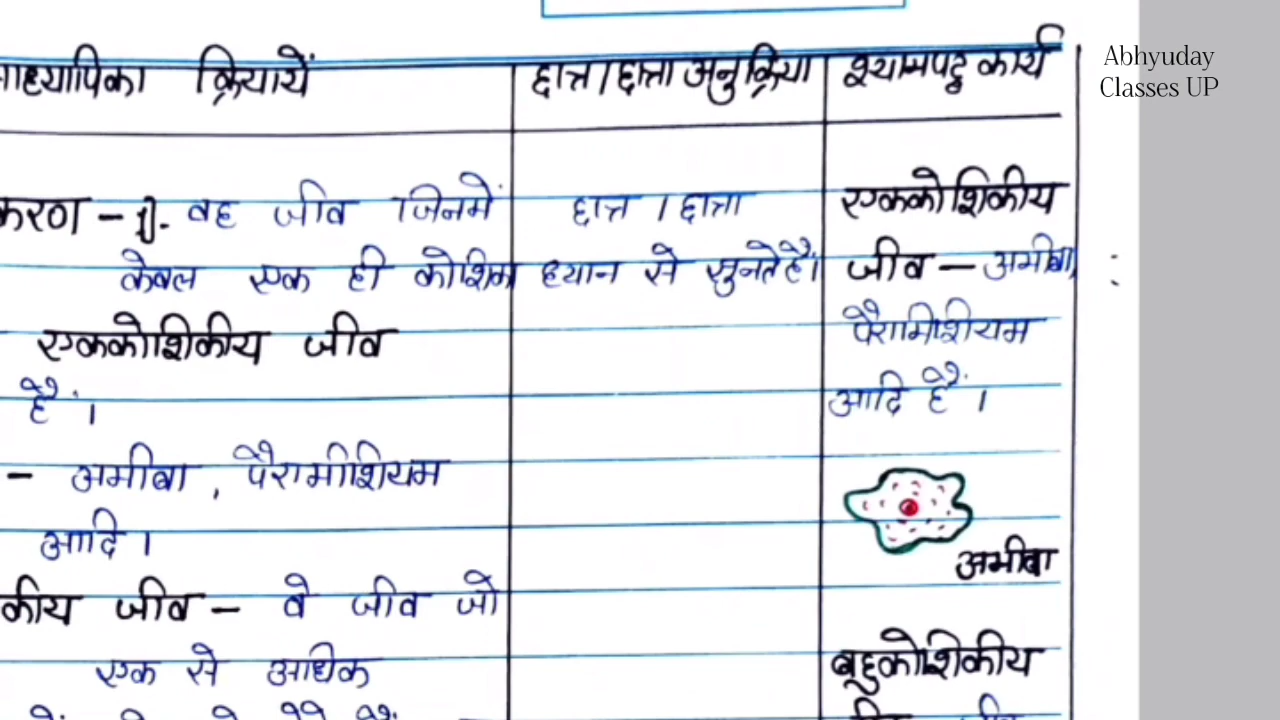 छात्राध्यापिका क्रियायें
छात्र/छात्रा अनुक्रिया
श्यामपट्ट कार्य
Abhyuday
Classes UP
करण - 1). वह जीव जिनमें
केवल एक ही कोशिका
एककोशिकीय जीव
हैं।
- अमीबा, पैरामीशियम
आदि।
कीय जीव - वे जीव जो
एक से अधिक
छात्र / छात्रा
ध्यान से सुनते हैं।
एककोशिकीय
जीव - अमीबा,
पैरामिशियम
आदि हैं।
अमीबा
बहुकोशिकीय